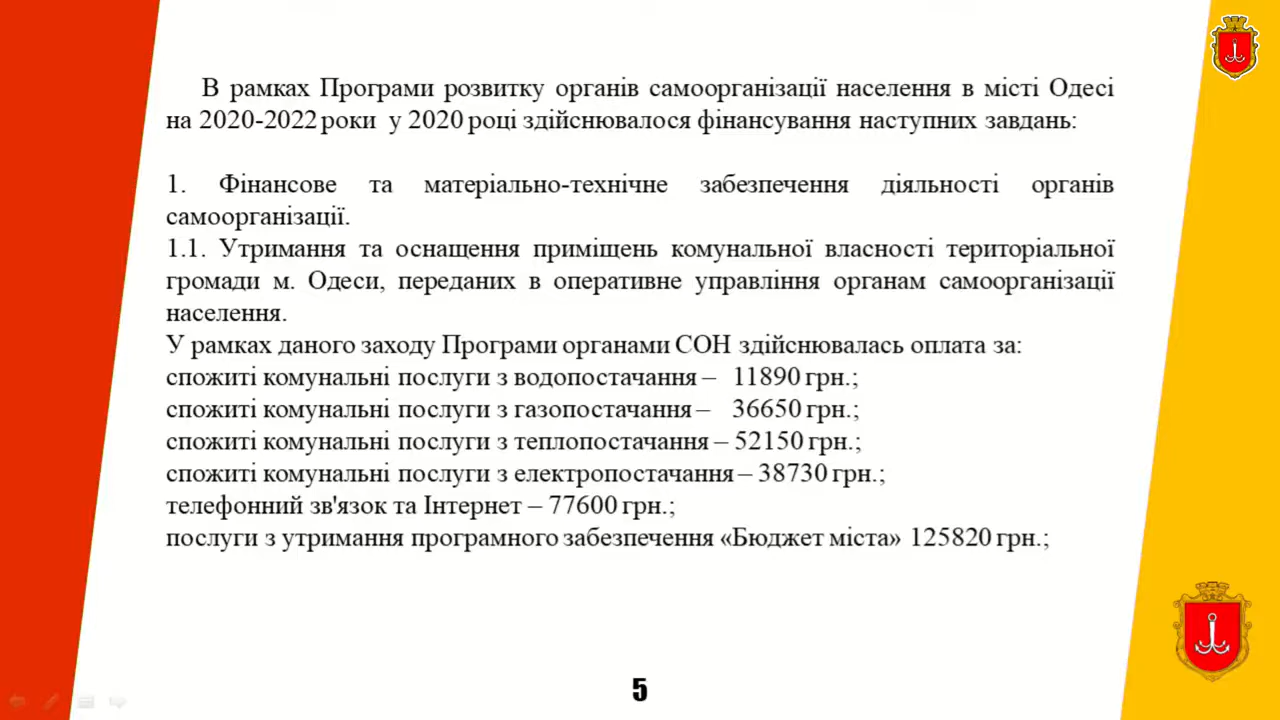 В рамках Програми розвитку органів самоорганізації населення в місті Одесі
на 2020-2022 роки у 2020 році здійснювалося фінансування наступних завдань:
1. Фінансове та матеріально-технічне забезпечення діяльності органів
самоорганізації.
1.1. Утримання та оснащення приміщень комунальної власності територіальної
громади м. Одеси, переданих в оперативне управління органам самоорганізації
населення.
У рамках даного заходу Програми органами СОН здійснювалась оплата за:
спожиті комунальні послуги з водопостачання – 11890 грн.;
спожиті комунальні послуги з газопостачання – 36650 грн.;
спожиті комунальні послуги з теплопостачання – 52150 грн.;
спожиті комунальні послуги з електропостачання – 38730 грн.;
телефонний зв'язок та Інтернет – 77600 грн.;
послуги з утримання програмного забезпечення «Бюджет міста» 125820 грн.;
5